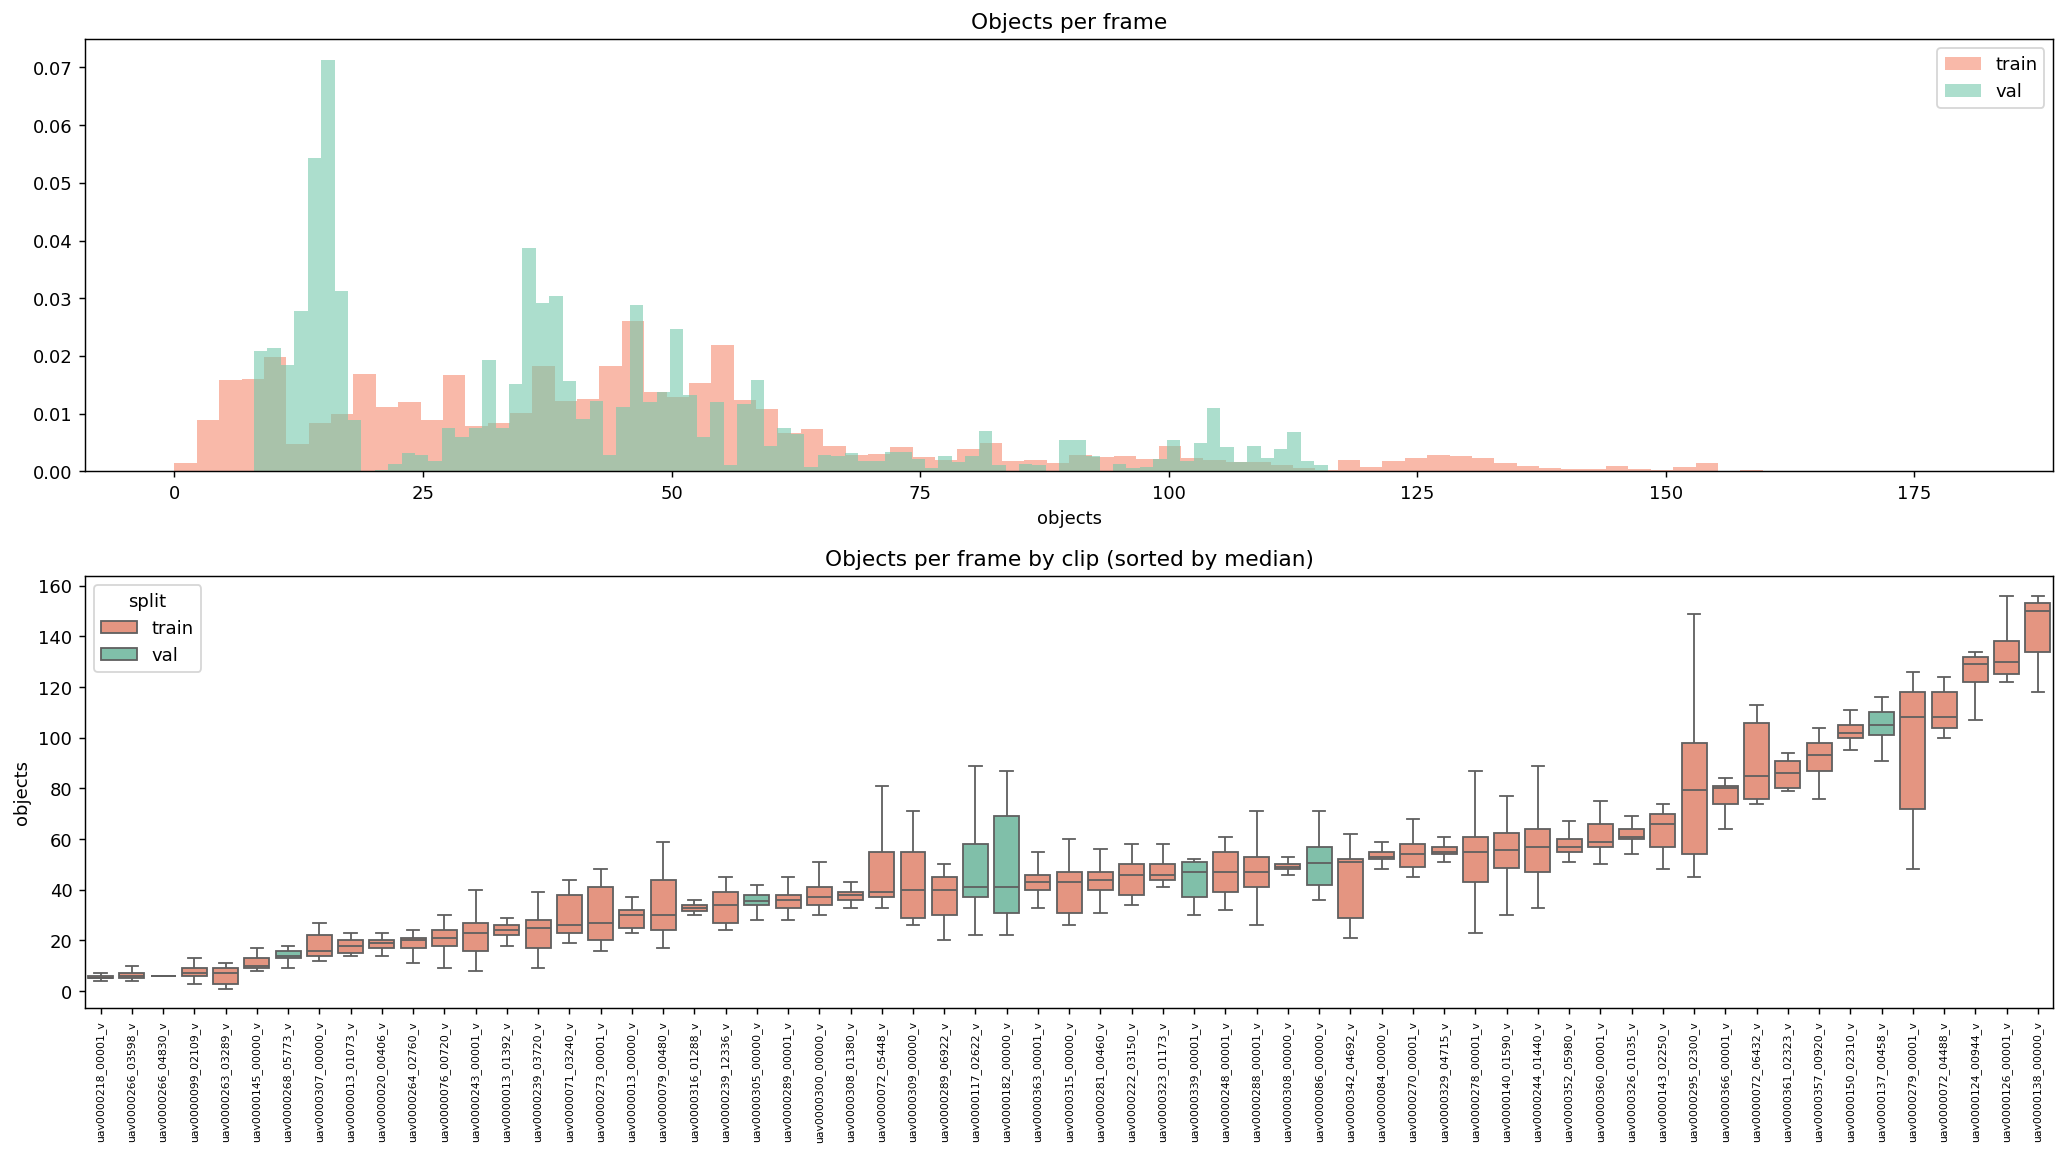 Objects per frame
train
val
0.07
0.06
0.05
0.04
0.03
0.02
0.01
0.00
0 25 50 75 100 125 150 175
objects
Objects per frame by clip (sorted by median)
split
train
val
160
140
120
100
80
60
40
20
0
objects
uav0000218_00001_v
uav0000266_03598_v
uav0000266_04830_v
uav0000099_02109_v
uav0000263_03289_v
uav0000145_00000_v
uav0000268_05773_v
uav0000307_00000_v
uav0000013_01073_v
uav0000020_00406_v
uav0000264_02760_v
uav0000076_00720_v
uav0000243_00001_v
uav0000013_01392_v
uav0000239_03720_v
uav0000071_03240_v
uav0000273_00001_v
uav0000013_00000_v
uav0000079_00480_v
uav0000316_01288_v
uav0000239_12336_v
uav0000305_00000_v
uav0000289_00001_v
uav0000300_00000_v
uav0000308_01380_v
uav0000072_05448_v
uav0000309_00000_v
uav0000289_06922_v
uav0000117_02622_v
uav0000182_00000_v
uav0000363_00001_v
uav0000315_00000_v
uav0000281_00460_v
uav0000222_03150_v
uav0000323_01173_v
uav0000339_00001_v
uav0000248_00001_v
uav0000288_00001_v
uav0000308_00000_v
uav0000086_00000_v
uav0000342_04692_v
uav0000084_00000_v
uav0000270_00001_v
uav0000329_04715_v
uav0000278_00001_v
uav0000140_01590_v
uav0000244_01440_v
uav0000352_05980_v
uav0000360_00001_v
uav0000326_01035_v
uav0000143_02250_v
uav0000295_02300_v
uav0000366_00001_v
uav0000072_06432_v
uav0000361_02323_v
uav0000357_00920_v
uav0000150_02310_v
uav0000137_00458_v
uav0000279_00001_v
uav0000072_04488_v
uav0000124_00944_v
uav0000126_00001_v
uav0000138_00000_v